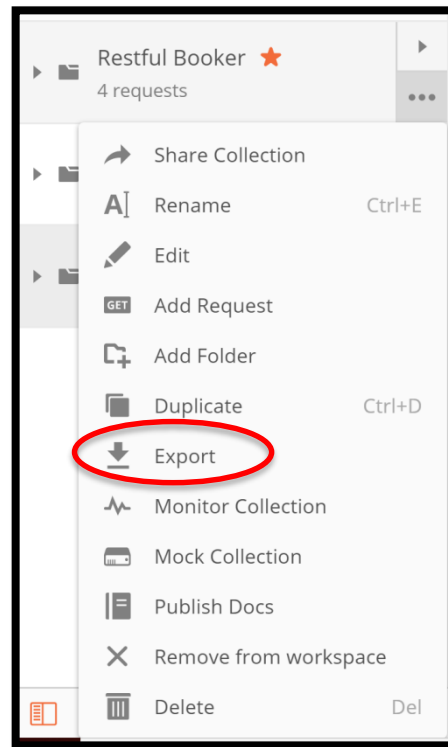 Restful Booker
4 requests
Share Collection
Rename Ctrl+E
Edit
GET Add Request
Add Folder
Duplicate Ctrl+D
Export
Monitor Collection
Mock Collection
Publish Docs
Remove from workspace
Delete Del